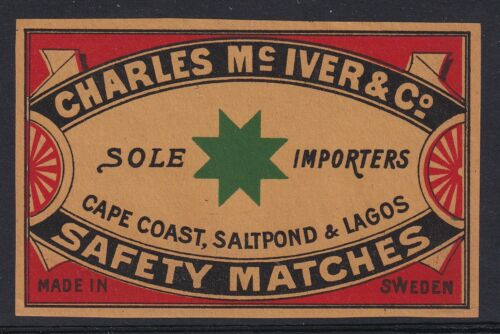 CHARLES Mc IVER & Co
SOLE IMPORTERS
CAPE COAST, SALTPOND & LAGOS
SAFETY MATCHES
MADE IN SWEDEN